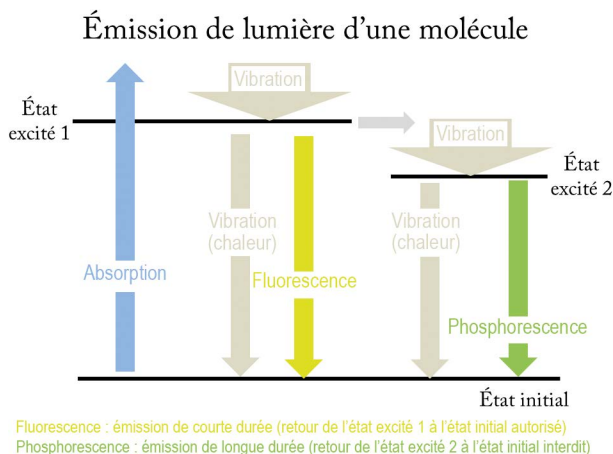 Émission de lumière d'une molécule
Vibration
État
excité 1
Vibration
État
excité 2
Vibration
(chaleur)
Vibration
(chaleur)
Absorption
Fluorescence
Phosphorescence
État initial
Fluorescence : émission de courte durée (retour de l'état excité 1 à l'état initial autorisé)
Phosphorescence : émission de longue durée (retour de l'état excité 2 à l'état initial interdit)